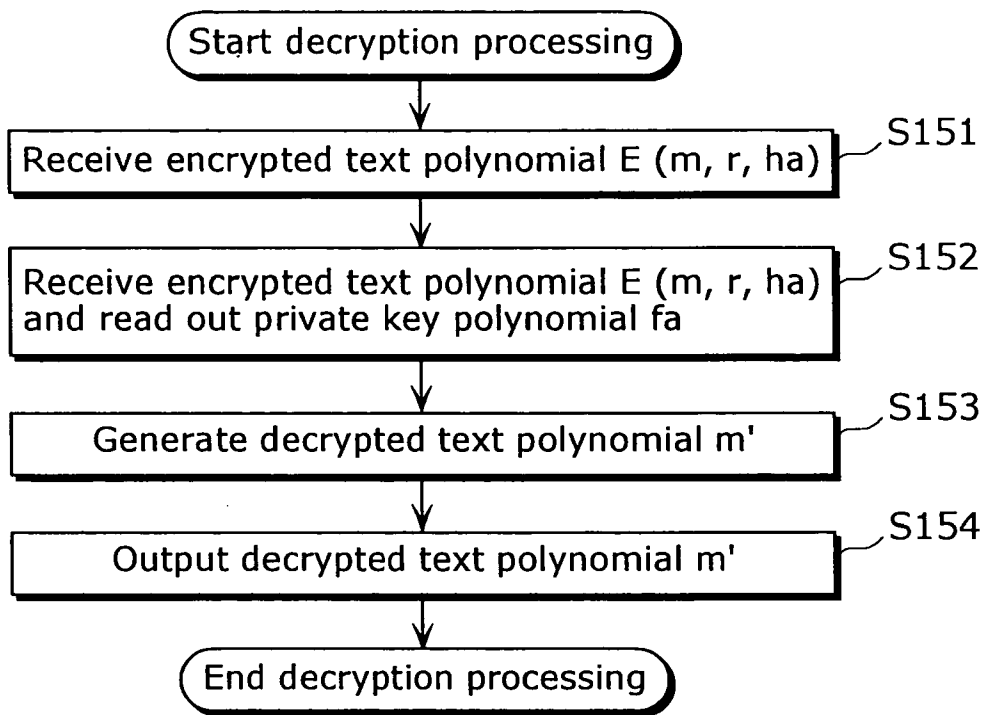 Start decryption processing
S151
Receive encrypted text polynomial E (m, r, ha)
S152
Receive encrypted text polynomial E (m, r, ha)
and read out private key polynomial fa
S153
Generate decrypted text polynomial m'
S154
Output decrypted text polynomial m'
End decryption processing